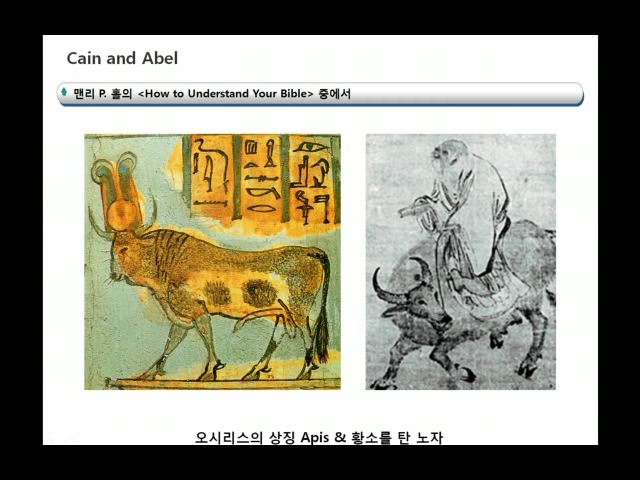 Cain and Abel
맨리 P. 홀의 <How to Understand Your Bible> 중에서
오시리스의 상징 Apis & 황소를 탄 노자